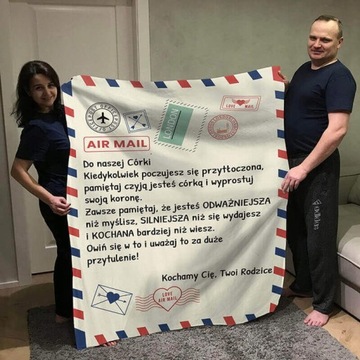 LOVE MAIL
AIR MAIL
Do naszej Córki
Kiedykolwiek poczujesz się przytłoczona,
pamiętaj czyją jesteś córką i wyprostuj
swoją koronę.
Zawsze pamiętaj, że jesteś ODWAŻNIEJSZA
niż myślisz, SILNIEJSZA niż się wydajesz
i KOCHANA bardziej niż wiesz.
Owiń się w to i uważaj to za duże
przytulenie!
Kochamy Cię, Twoi Rodzice
LOVE
AIR MAIL